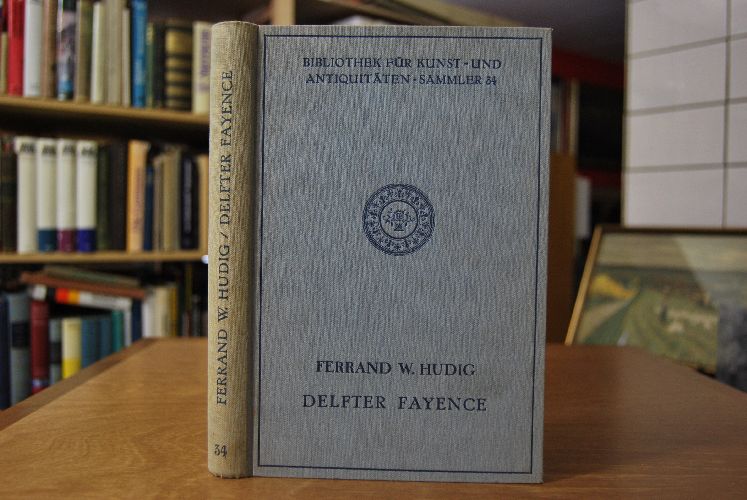 BIBLIOTHEK FÜR KUNST-UND
ANTIQUITÄTEN-SAMMLER 34
FERRAND W. HUDIG
DELFTER FAYENCE
FERRAND W. HUDIG / DELFTER FAYENCE
34